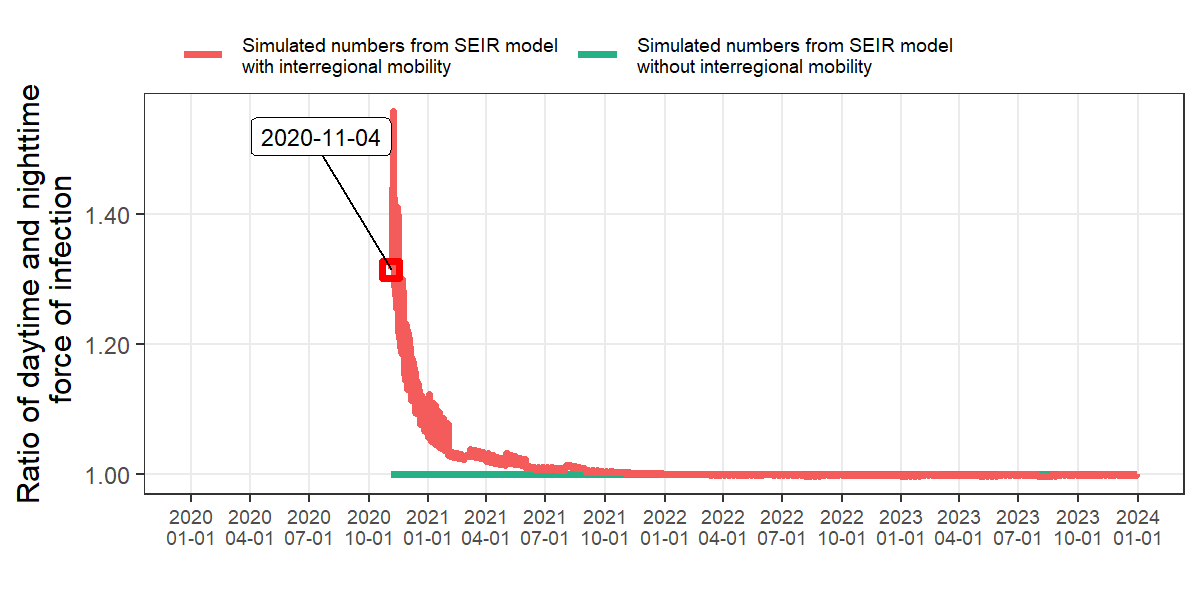 Simulated numbers from SEIR model
with interregional mobility
Simulated numbers from SEIR model
without interregional mobility
Ratio of daytime and nighttime
force of infection
2020-11-04
1.40
1.20
1.00
2020 2020 2020 2020 2021 2021 2021 2021 2022 2022 2022 2022 2023 2023 2023 2023 2024
01-01 04-01 07-01 10-01 01-01 04-01 07-01 10-01 01-01 04-01 07-01 10-01 01-01 04-01 07-01 10-01 01-01